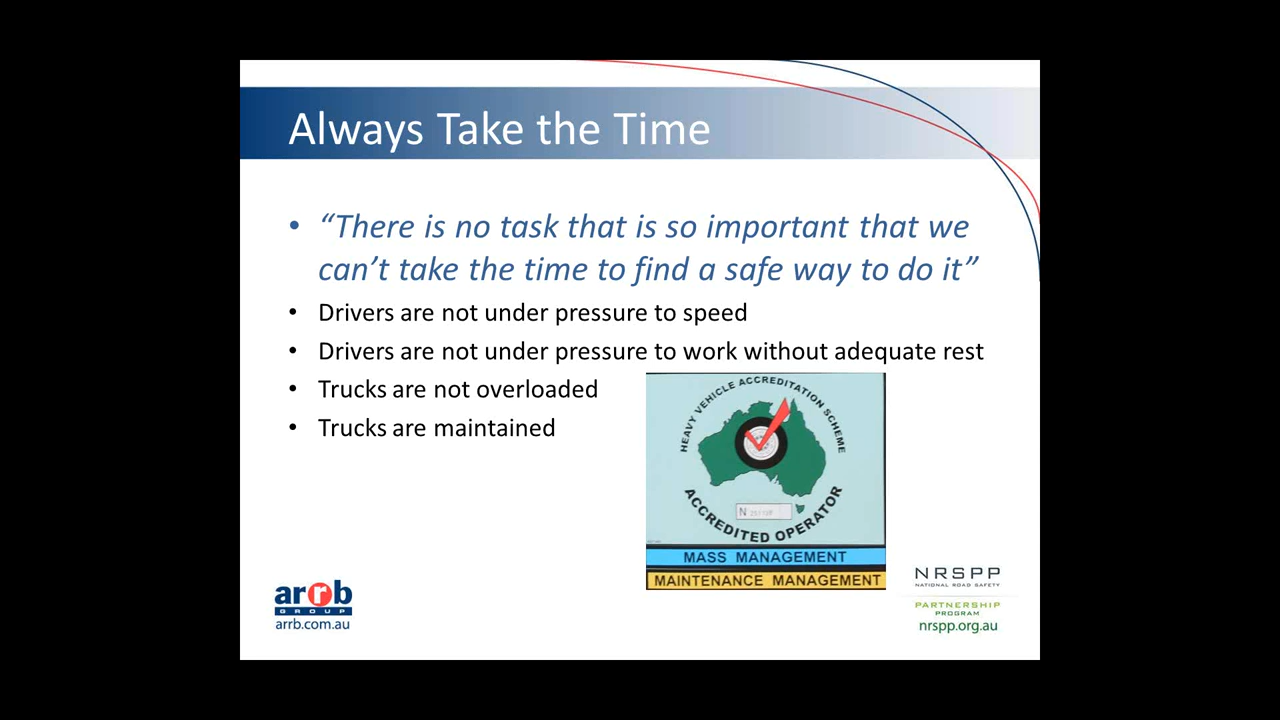 Always Take the Time
• “There is no task that is so important that we
can’t take the time to find a safe way to do it”
• Drivers are not under pressure to speed
• Drivers are not under pressure to work without adequate rest
• Trucks are not overloaded
• Trucks are maintained
HEAVY VEHICLE ACCREDITATION SCHEME
N
ACCREDITED OPERATOR
MASS MANAGEMENT
MAINTENANCE MANAGEMENT
arrb
GROUP
arrb.com.au
NRSPP
NATIONAL ROAD SAFETY
PARTNERSHIP
PROGRAM
nrspp.org.au